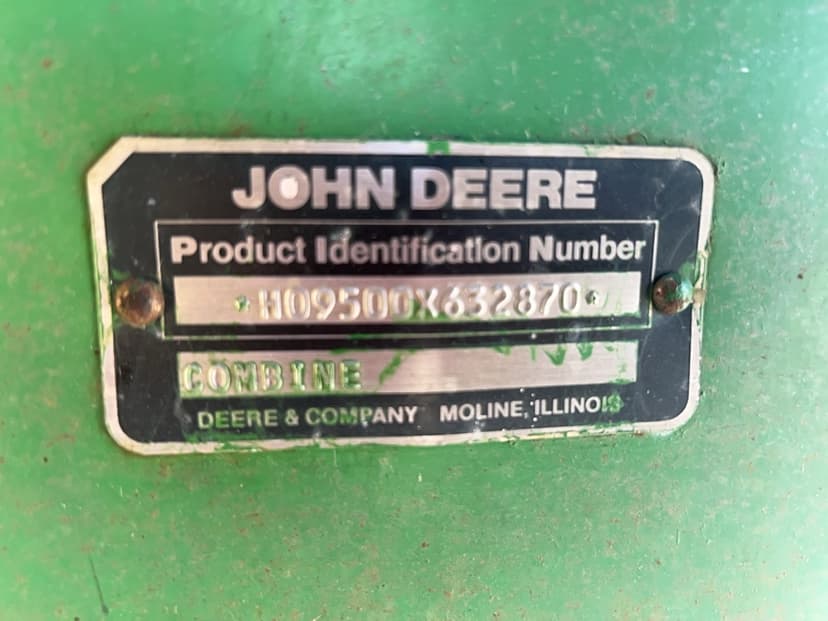 JOHN DEERE
Product Identification Number
*H09500X632870*
COMBINE
DEERE & COMPANY MOLINE, ILLINOIS